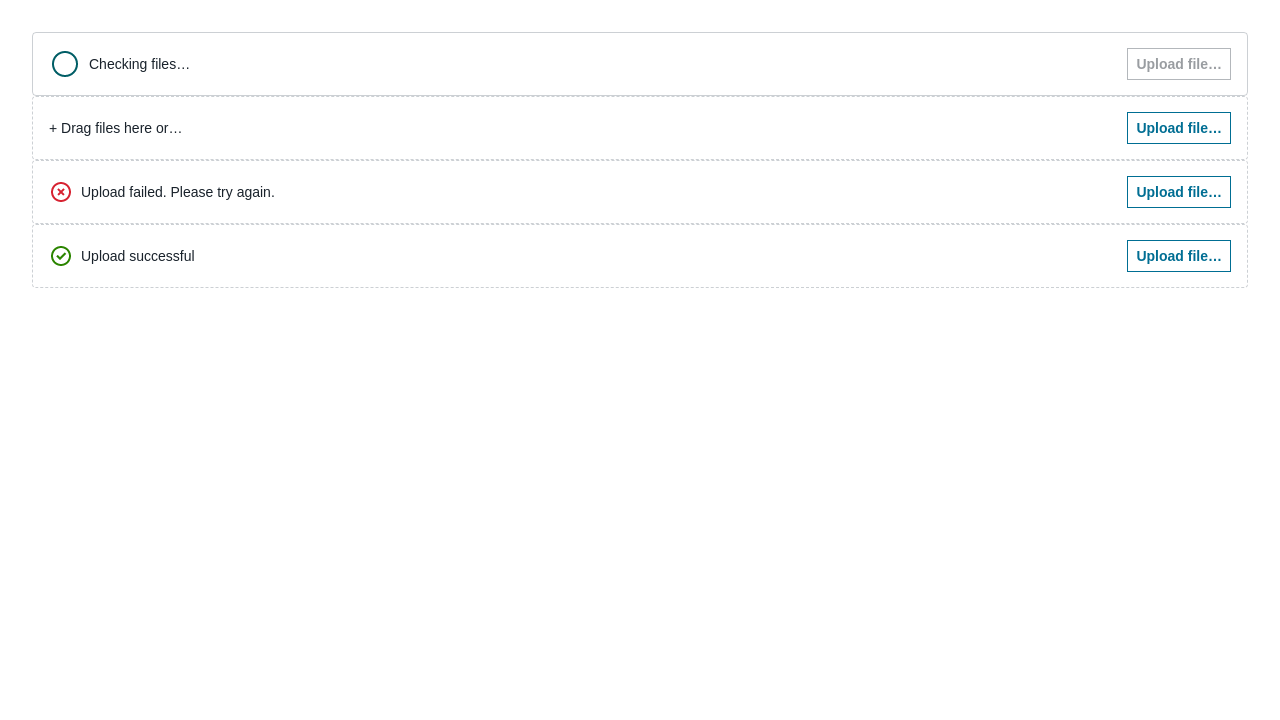 Checking files…
Upload file…
+ Drag files here or…
Upload file…
Upload failed. Please try again.
Upload file…
Upload successful
Upload file…